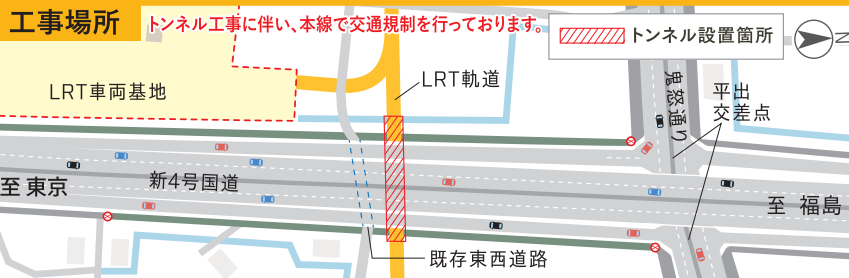 工事場所
トンネル工事に伴い、本線で交通規制を行っております。
トンネル設置箇所
N
LRT車両基地
LRT軌道
鬼怒通り
平出
交差点
新4号国道
至 東京
至 福島
既存東西道路